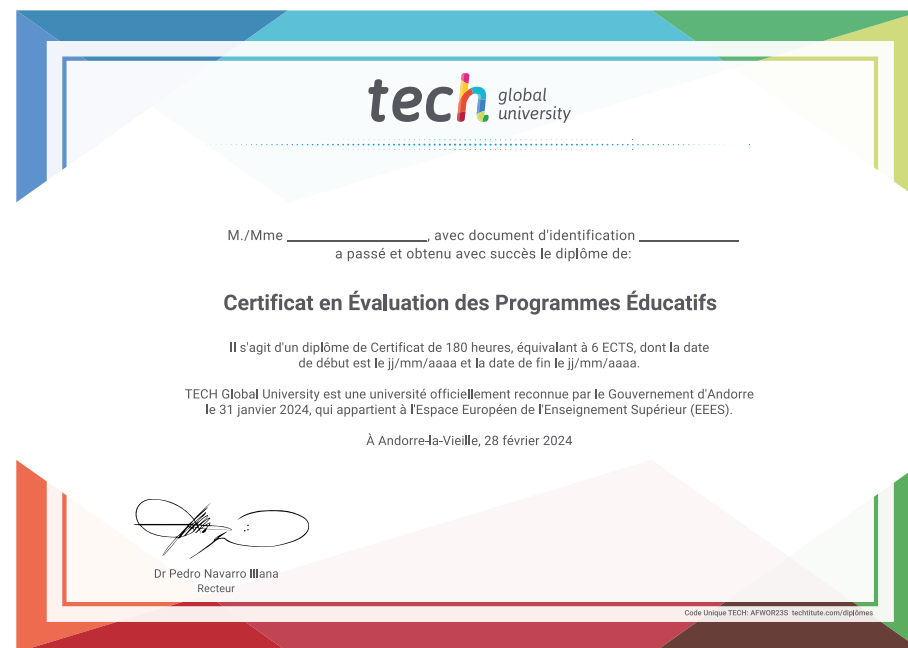 tech global university
M./Mme ____________, avec document d'identification ____________
a passé et obtenu avec succès le diplôme de:
Certificat en Évaluation des Programmes Éducatifs
Il s'agit d'un diplôme de Certificat de 180 heures, équivalant à 6 ECTS, dont la date
de début est le jj/mm/aaaa et la date de fin le jj/mm/aaaa.
TECH Global University est une université officiellement reconnue par le Gouvernement d'Andorre
le 31 janvier 2024, qui appartient à l'Espace Européen de l'Enseignement Supérieur (EEES).
À Andorre-la-Vieille, 28 février 2024
Dr Pedro Navarro Illana
Recteur
Code Unique TECH: AFWOR23S techtitute.com/diplômes